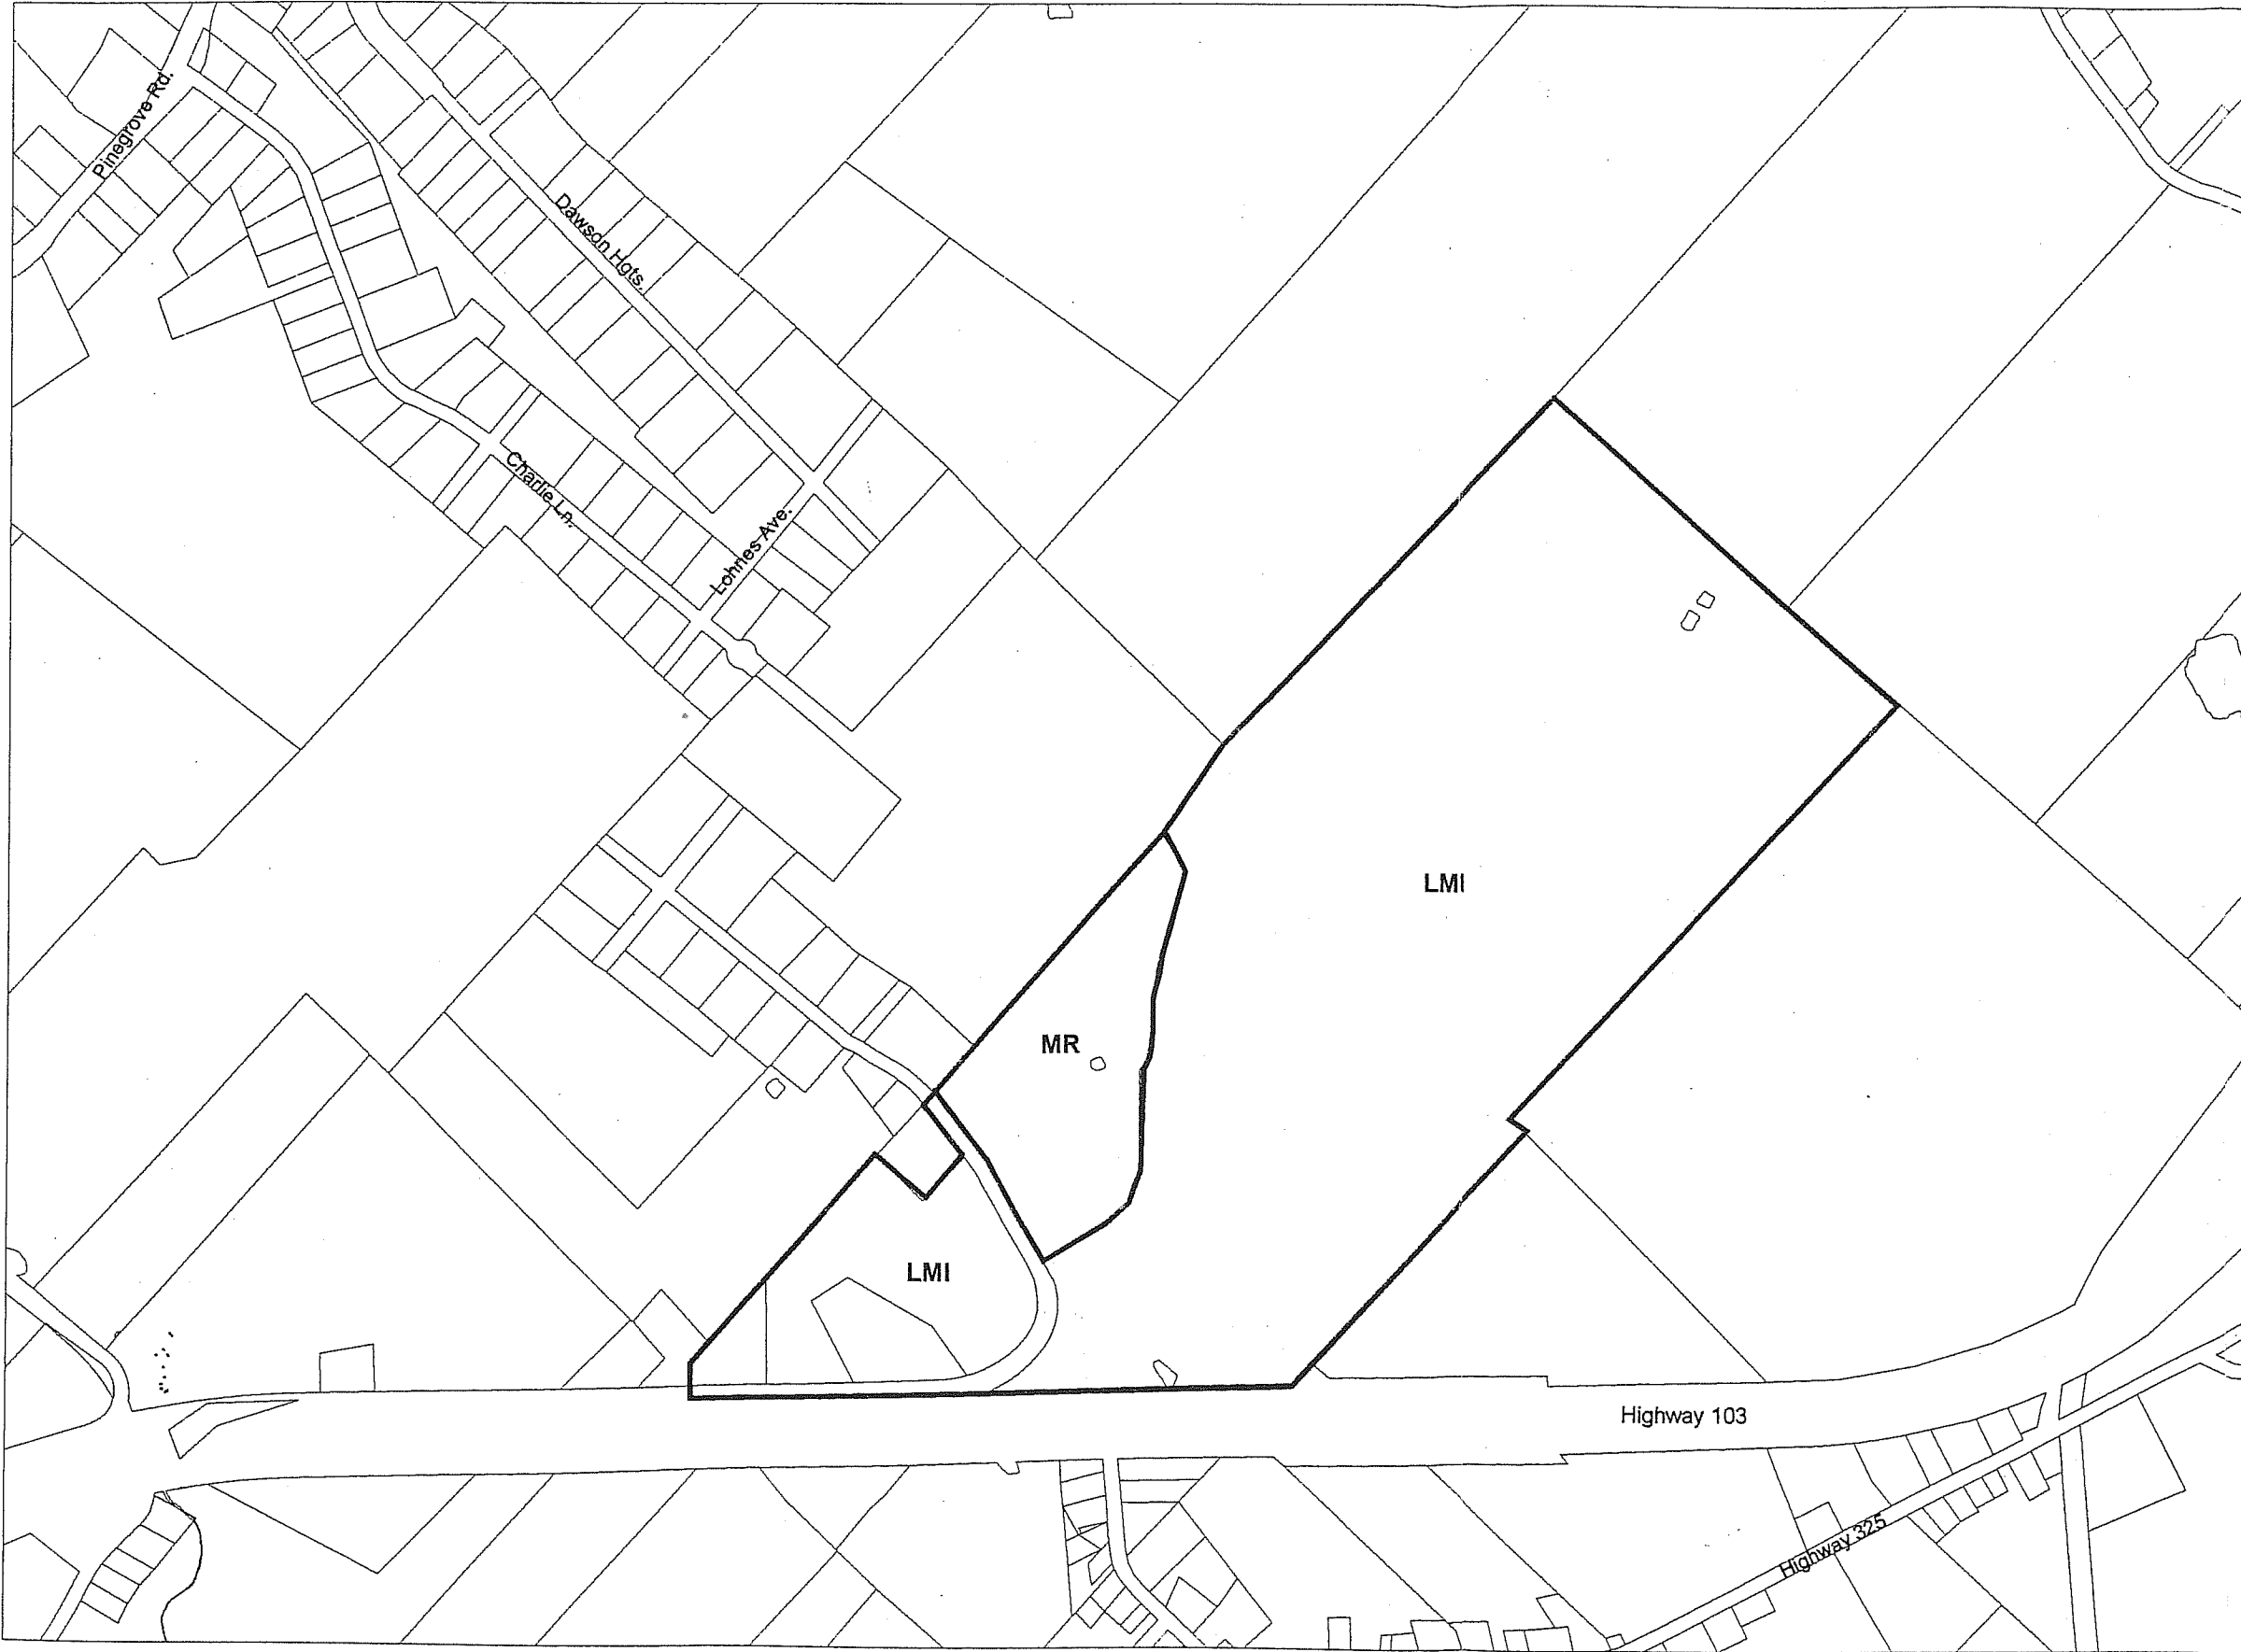 Pinegrove Rd.
Dawson Hgts.
Charlie Ln.
Lohnes Ave.
LMI
MR
LMI
Highway 103
Highway 325